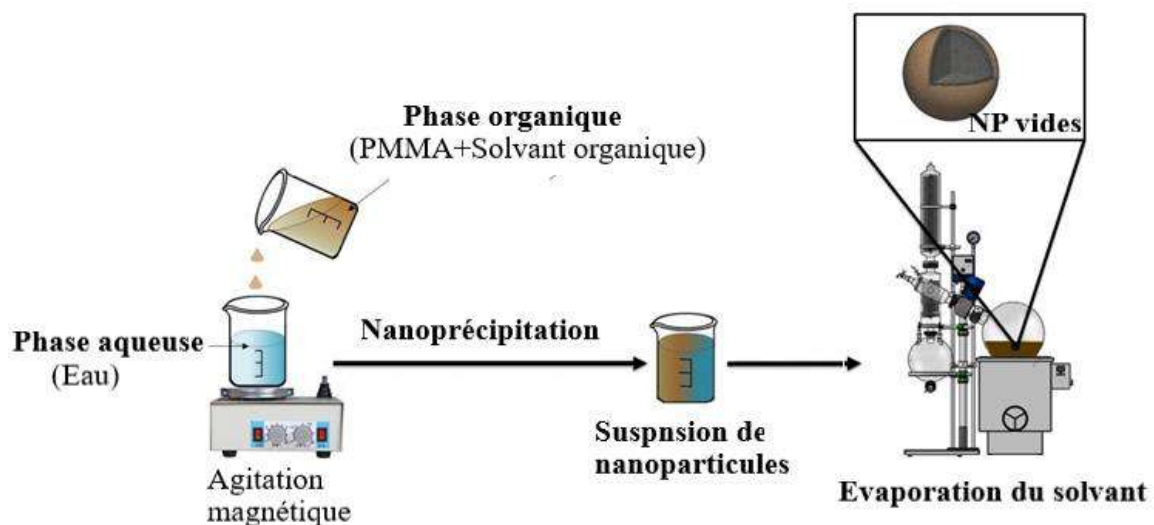 Phase organique
(PMMA+Solvant organique)
NP vides
Phase aqueuse
(Eau)
Nanoprécipitation
Agitation
magnétique
Suspnsion de
nanoparticules
Evaporation du solvant